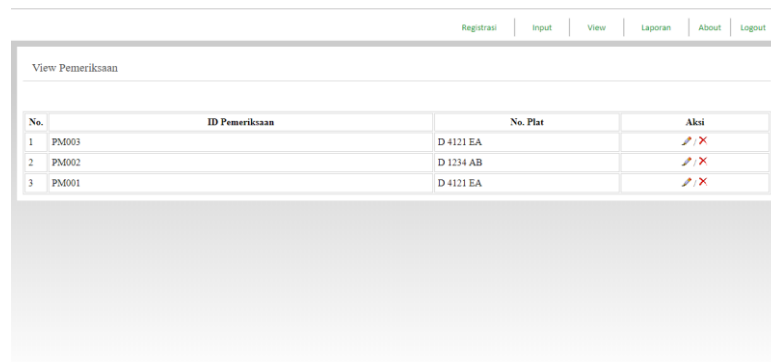 Registrasi Input View Laporan About Logout
View Pemeriksaan
No. ID Pemeriksaan No. Plat Aksi
1 PM003 D 4121 EA /
2 PM002 D 1234 AB /
3 PM001 D 4121 EA /